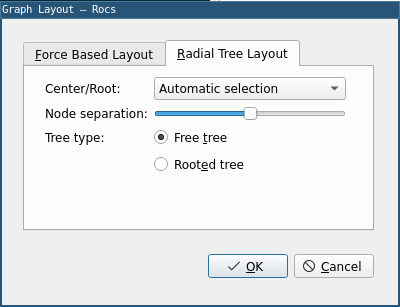 Graph Layout — Rocs
Force Based Layout
Radial Tree Layout
Center/Root: Automatic selection
Node separation:
Tree type: Free tree
Rooted tree
OK Cancel